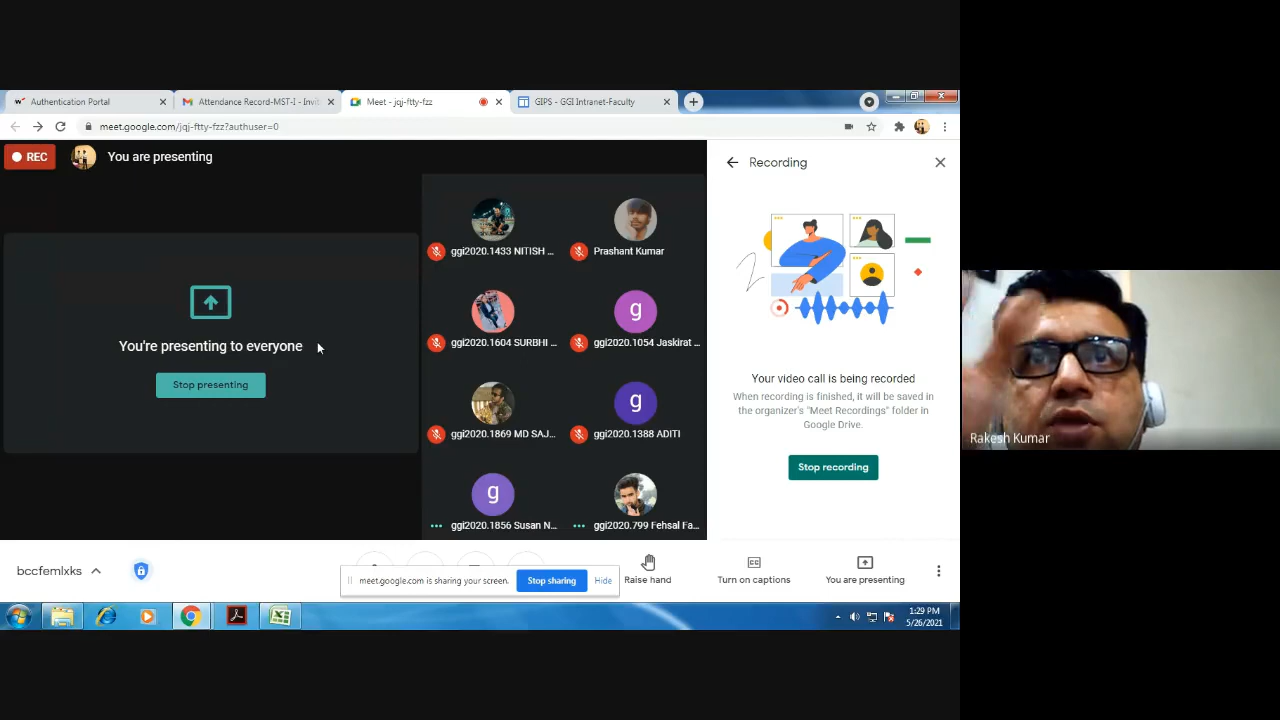 Authentication Portal
Attendance Record-MST-I - Invit
Meet - jqj-ftty-fzz
GIPS - GGI Intranet-Faculty
meet.google.com/jqj-ftty-fzz?authuser=0
REC
You are presenting
Recording
ggi2020.1433 NITISH ...
Prashant Kumar
You're presenting to everyone
Stop presenting
g
ggi2020.1604 SURBHI ...
ggi2020.1054 Jaskirat ...
g
ggi2020.1869 MD SAJ...
ggi2020.1388 ADITI
g
ggi2020.1856 Susan N...
ggi2020.799 Fehsal Fa...
Your video call is being recorded
When recording is finished, it will be saved in
the organizer's "Meet Recordings" folder in
Google Drive.
Stop recording
Rakesh Kumar
bccfemlxks
meet.google.com is sharing your screen.
Stop sharing
Hide
Raise hand
CC
Turn on captions
You are presenting
1:29 PM
5/26/2021